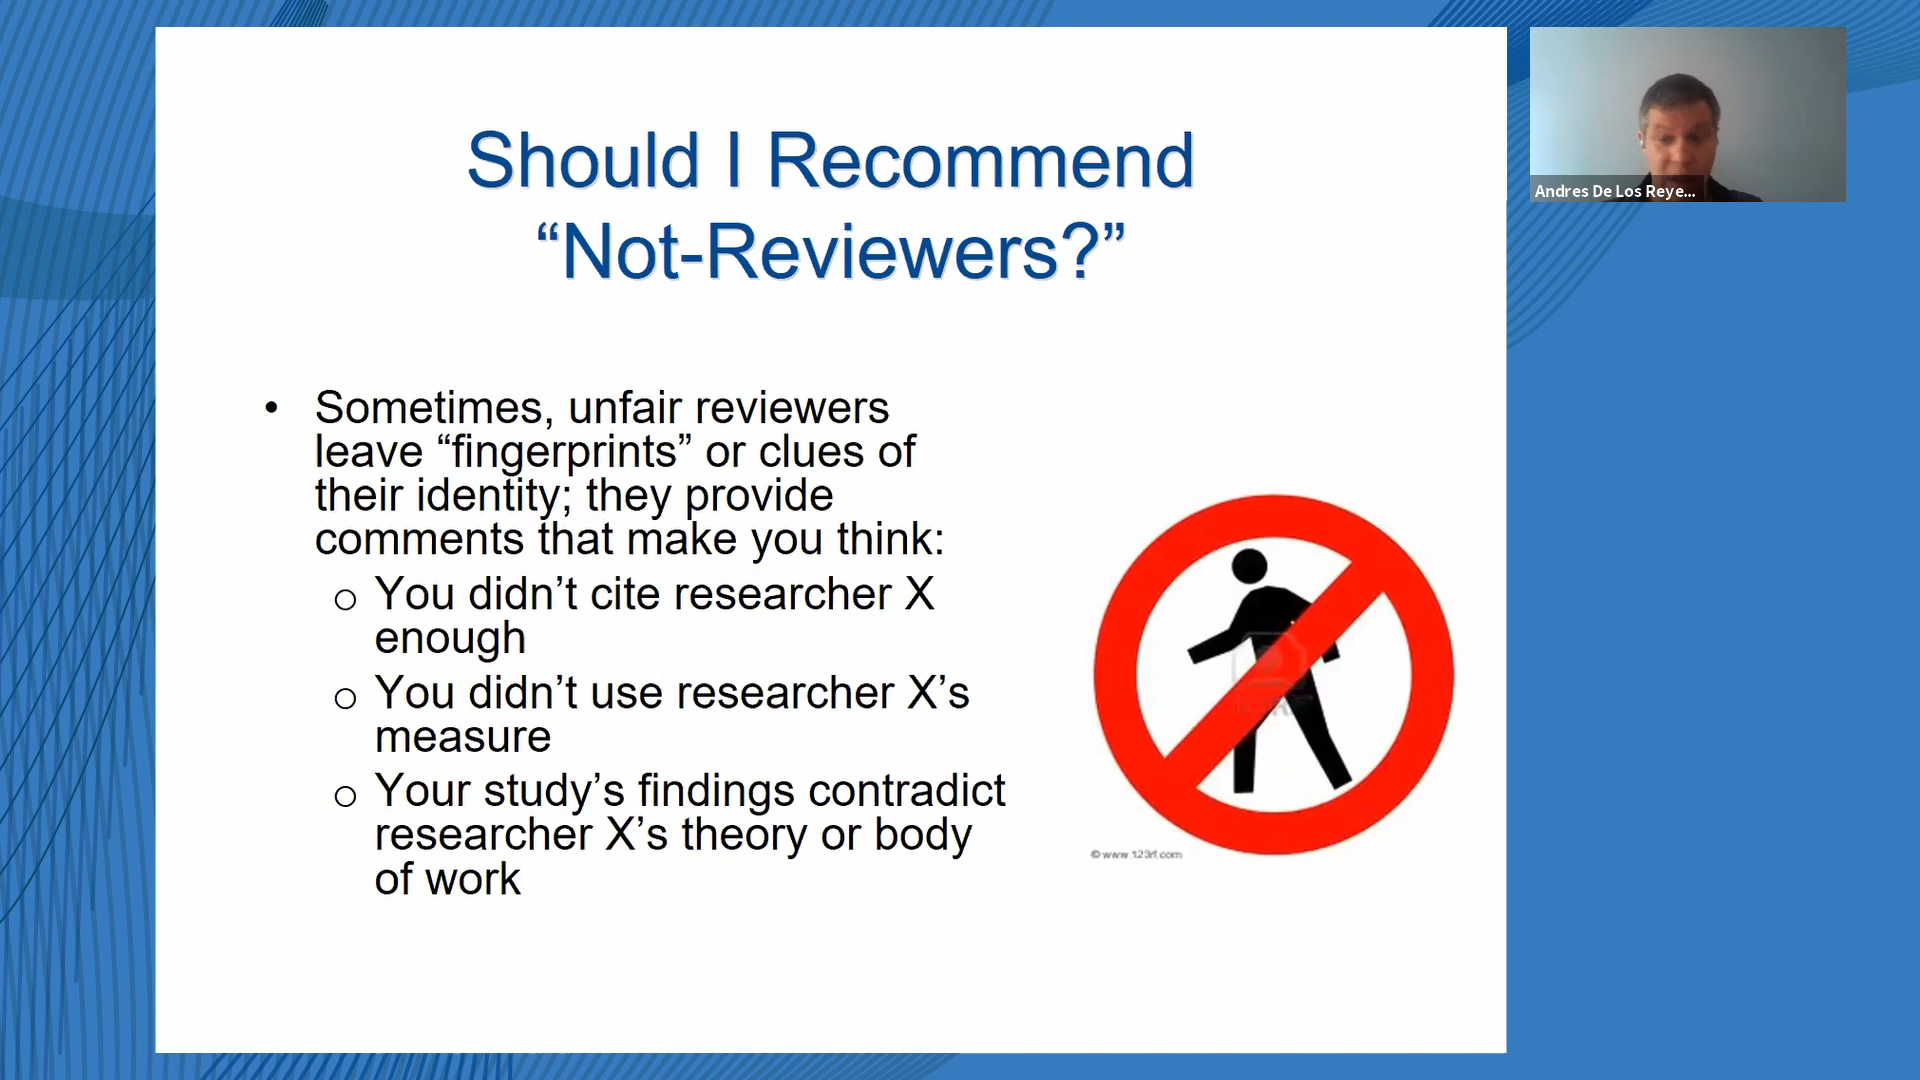 Should I Recommend
“Not-Reviewers?”
• Sometimes, unfair reviewers
leave “fingerprints” or clues of
their identity; they provide
comments that make you think:
o You didn’t cite researcher X
enough
o You didn’t use researcher X’s
measure
o Your study’s findings contradict
researcher X’s theory or body
of work
© www.123rf.com
Andres De Los Reye...